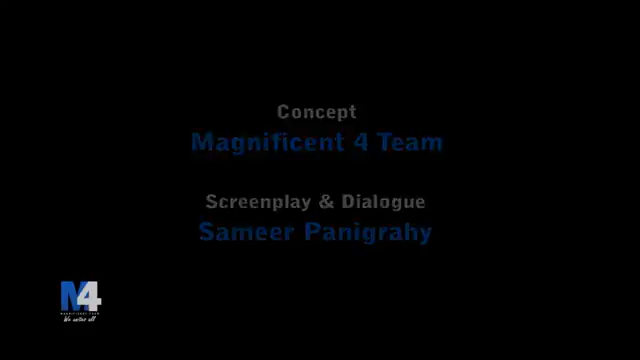 Concept
Magnificent 4 Team
Screenplay & Dialogue
Sameer Panigrahy
M4